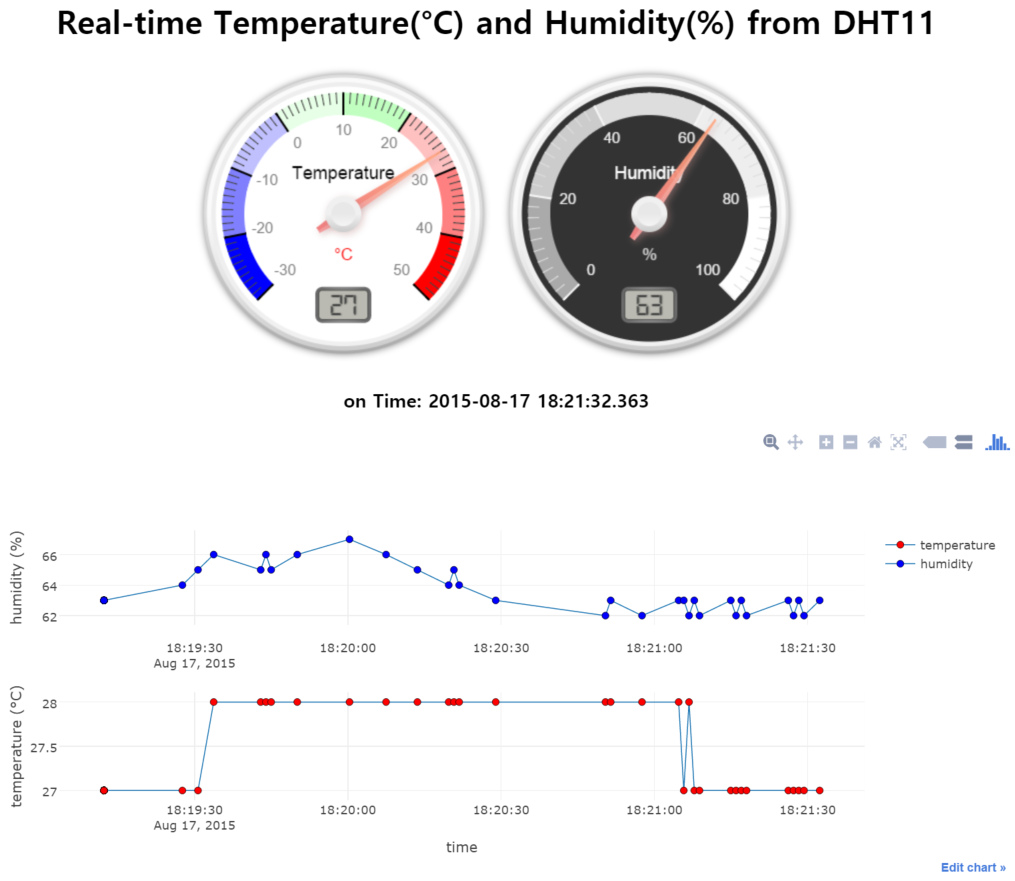 Real-time Temperature(°C) and Humidity(%) from DHT11
-30 -20 -10 0 10 20 30 40 50
Temperature
°C
27
0 20 40 60 80 100
Humidity
%
63
on Time: 2015-08-17 18:21:32.363
humidity (%)
66
64
62
18:19:30 18:20:00 18:20:30 18:21:00 18:21:30
Aug 17, 2015
temperature
humidity
temperature (°C)
28
27.5
27
18:19:30 18:20:00 18:20:30 18:21:00 18:21:30
Aug 17, 2015
time
Edit chart »